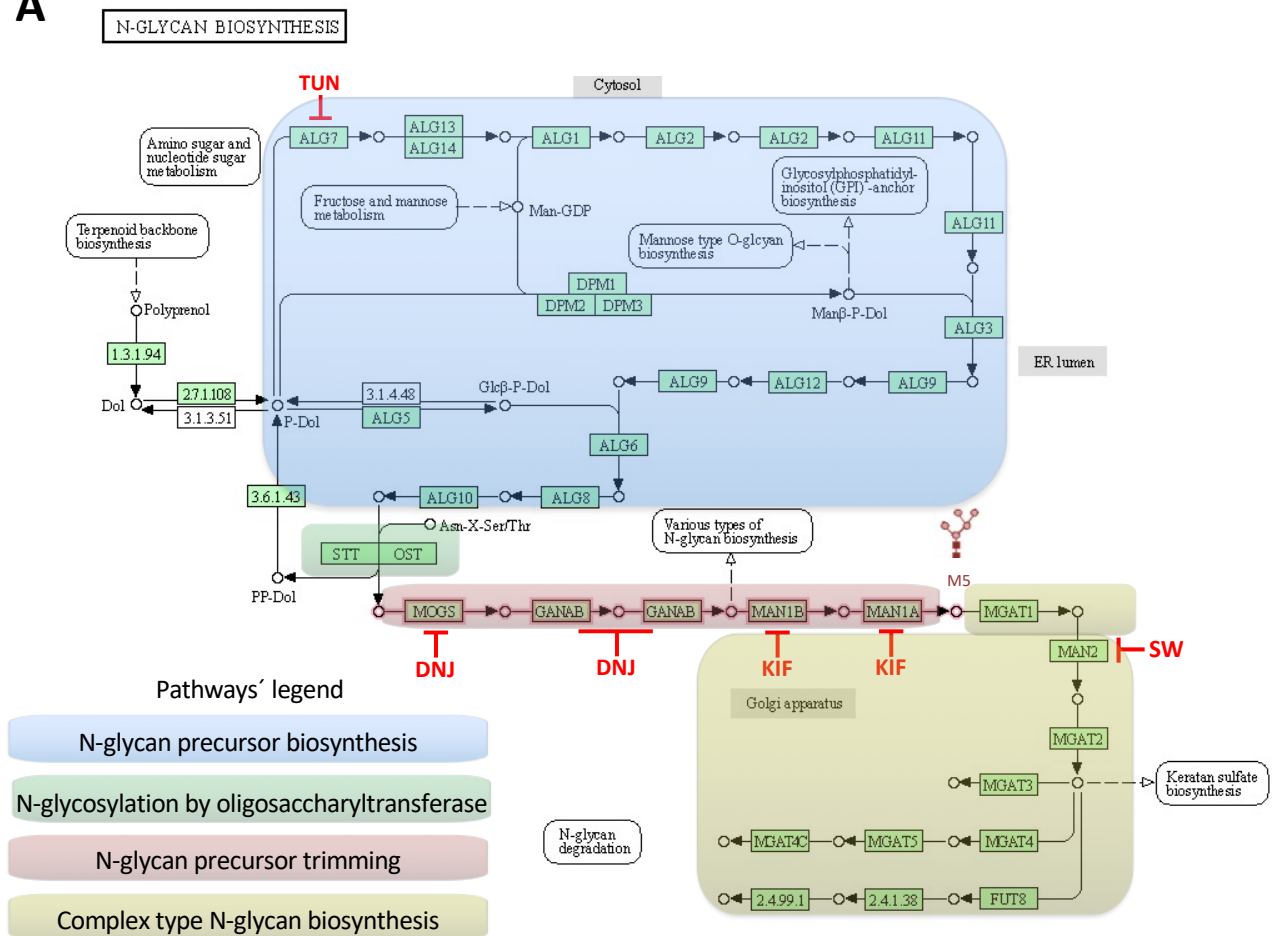 A
N-GLYCAN BIOSYNTHESIS
TUN
Cytosol
Amino sugar and
nucleotide sugar
metabolism
ALG7
ALG13
ALG14
ALG1
ALG2
ALG2
ALG11
Fructose and mannose
metabolism
Man-GDP
Glycosylphosphatidyl-
inositol (GPI) -anchor
biosynthesis
Terpenoid backbone
biosynthesis
Mannose type O-glcyan
biosynthesis
ALG11
Polyprenol
DPM1
DPM2
DPM3
Manβ-P-Dol
ALG3
1.3.1.94
ER lumen
ALG9
ALG12
ALG9
Dol
2.7.1.108
3.1.3.51
P-Dol
3.1.4.48
ALG5
Glcβ-P-Dol
ALG6
3.6.1.43
ALG10
ALG8
Asn-X-Ser/Thr
Various types of
N-glycan biosynthesis
STT
OST
PP-Dol
M5
MOGS
GANAB
GANAB
MAN1B
MAN1A
MGAT1
DNJ
DNJ
KIF
KIF
MAN2
SW
Golgi apparatus
MGAT2
MGAT3
Keratan sulfate
biosynthesis
N-glycan
degradation
MGAT4C
MGAT5
MGAT4
2.4.99.1
2.4.1.38
FUT8
Pathways´ legend
N-glycan precursor biosynthesis
N-glycosylation by oligosaccharyltransferase
N-glycan precursor trimming
Complex type N-glycan biosynthesis